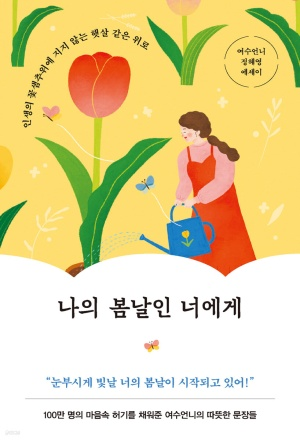 인생의 꽃샘추위에 지지 않는 햇살 같은 위로
여수언니
정혜영
에세이
나의 봄날인 너에게
“눈부시게 빛날 너의 봄날이 시작되고 있어!”
100만 명의 마음속 허기를 채워준 여수언니의 따뜻한 문장들